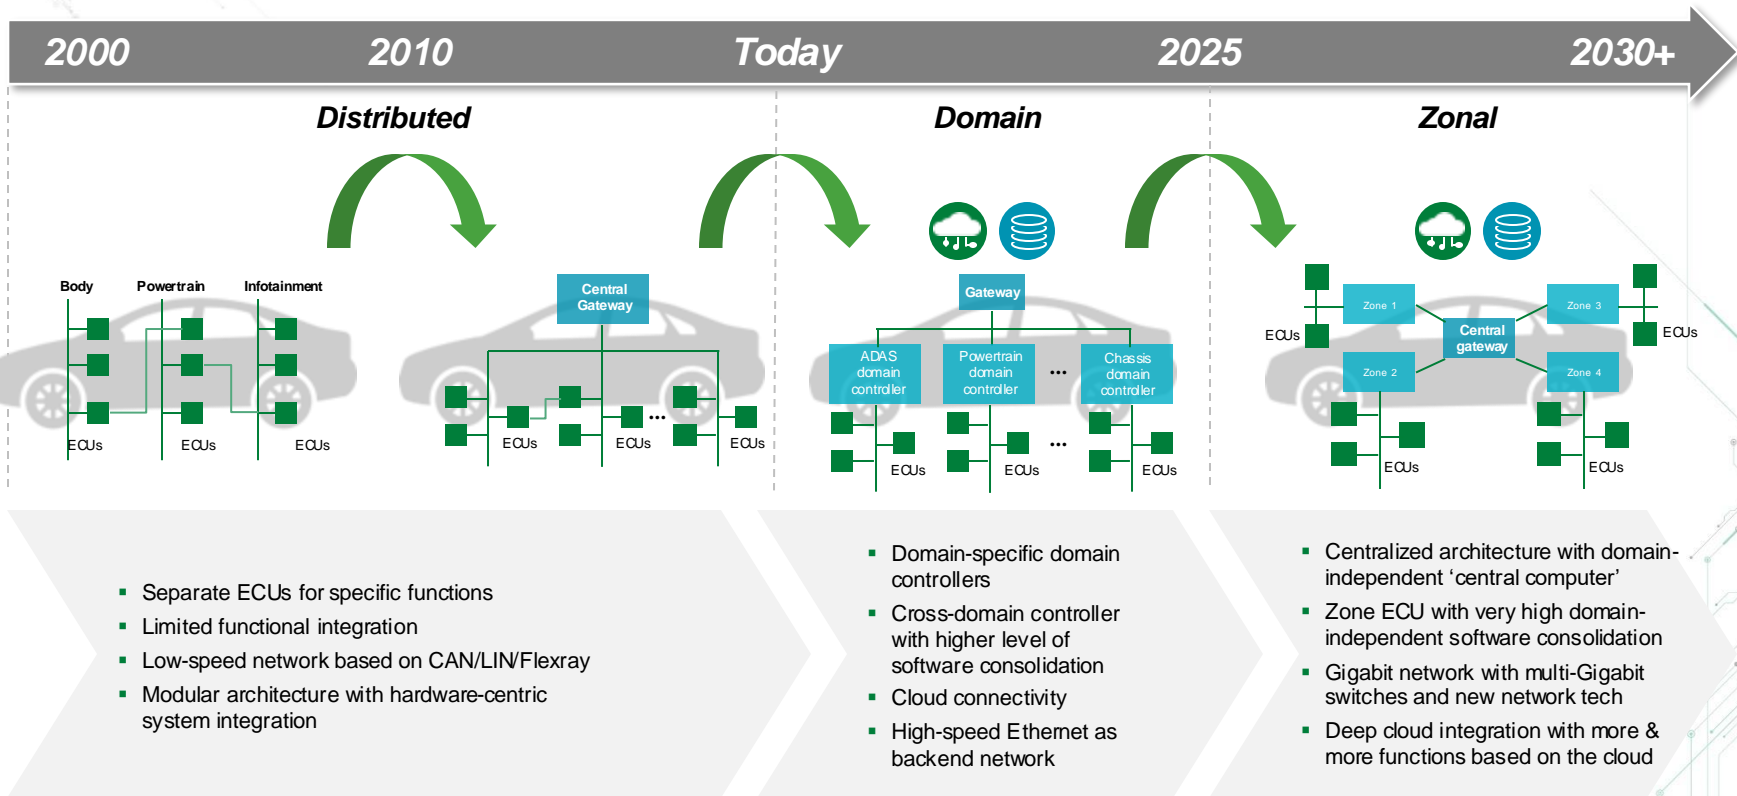 2000
2010
Today
2025
2030+
Distributed
Domain
Zonal
Body
Powertrain
Infotainment
ECUs
ECUs
ECUs
Central
Gateway
ECUs
...
ECUs
ECUs
Gateway
ADAS
domain
controller
Powertrain
domain
controller
...
Chassis
domain
controller
...
ECUs
ECUs
ECUs
Zone 1
Zone 3
ECUs
Central
gateway
ECUs
Zone 2
Zone 4
ECUs
ECUs
▪ Separate ECUs for specific functions
▪ Limited functional integration
▪ Low-speed network based on CAN/LIN/Flexray
▪ Modular architecture with hardware-centric
system integration
▪ Domain-specific domain
controllers
▪ Cross-domain controller
with higher level of
software consolidation
▪ Cloud connectivity
▪ High-speed Ethernet as
backend network
▪ Centralized architecture with domain-
independent ‘central computer’
▪ Zone ECU with very high domain-
independent software consolidation
▪ Gigabit network with multi-Gigabit
switches and new network tech
▪ Deep cloud integration with more &
more functions based on the cloud